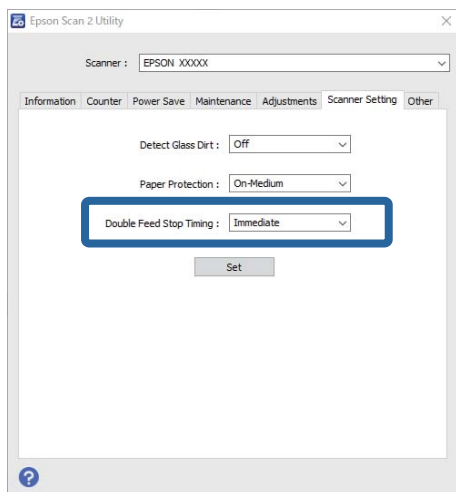 Epson Scan 2 Utility
Scanner : EPSON XXXXX
Information Counter Power Save Maintenance Adjustments Scanner Setting Other
Detect Glass Dirt : Off
Paper Protection : On-Medium
Double Feed Stop Timing : Immediate
Set
?